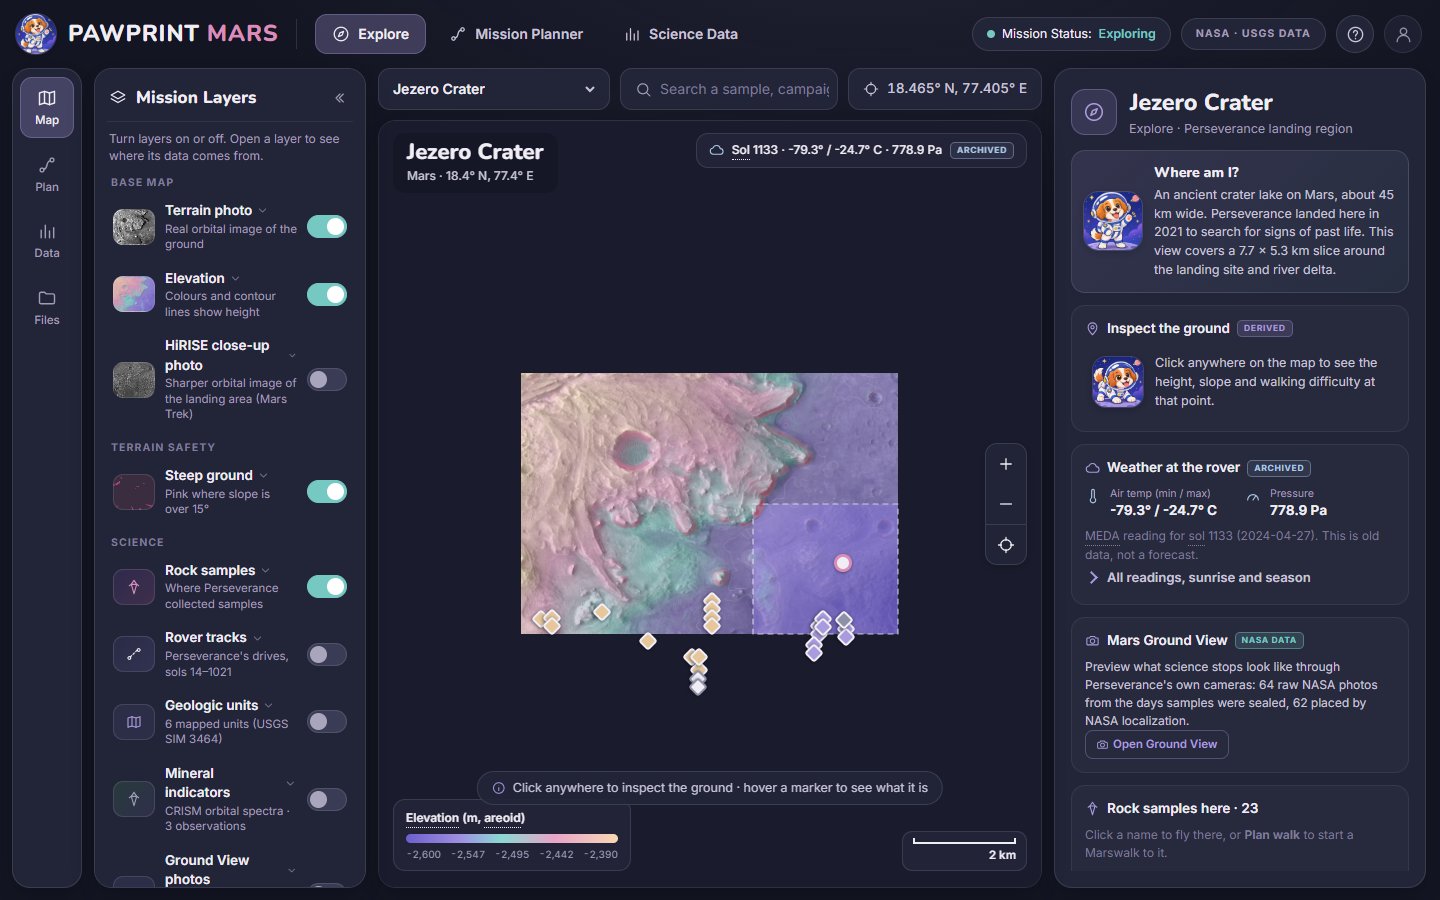 PAWPRINT MARS
Explore
Mission Planner
Science Data
Mission Status: Exploring
NASA · USGS DATA
Map
Plan
Data
Files
Mission Layers
Turn layers on or off. Open a layer to see
where its data comes from.
BASE MAP
Terrain photo
Real orbital image of the
ground
Elevation
Colours and contour
lines show height
HiRISE close-up
photo
Sharper orbital image of
the landing area (Mars
Trek)
TERRAIN SAFETY
Steep ground
Pink where slope is
over 15°
SCIENCE
Rock samples
Where Perseverance
collected samples
Rover tracks
Perseverance's drives,
sols 14–1021
Geologic units
6 mapped units (USGS
SIM 3464)
Mineral
indicators
CRISM orbital spectra ·
3 observations
Ground View
photos
Jezero Crater
Search a sample, campaig
18.465° N, 77.405° E
Jezero Crater
Mars · 18.4° N, 77.4° E
Sol 1133 · -79.3° / -24.7° C · 778.9 Pa ARCHIVED
Click anywhere to inspect the ground · hover a marker to see what it is
Elevation (m, areoid)
-2,600 -2,547 -2,495 -2,442 -2,390
2 km
Jezero Crater
Explore · Perseverance landing region
Where am I?
An ancient crater lake on Mars, about 45
km wide. Perseverance landed here in
2021 to search for signs of past life. This
view covers a 7.7 × 5.3 km slice around
the landing site and river delta.
Inspect the ground DERIVED
Click anywhere on the map to see the
height, slope and walking difficulty at
that point.
Weather at the rover ARCHIVED
Air temp (min / max)
-79.3° / -24.7° C
Pressure
778.9 Pa
MEDA reading for sol 1133 (2024-04-27). This is old
data, not a forecast.
All readings, sunrise and season
Mars Ground View NASA DATA
Preview what science stops look like through
Perseverance's own cameras: 64 raw NASA photos
from the days samples were sealed, 62 placed by
NASA localization.
Open Ground View
Rock samples here · 23
Click a name to fly there, or Plan walk to start a
Marswalk to it.